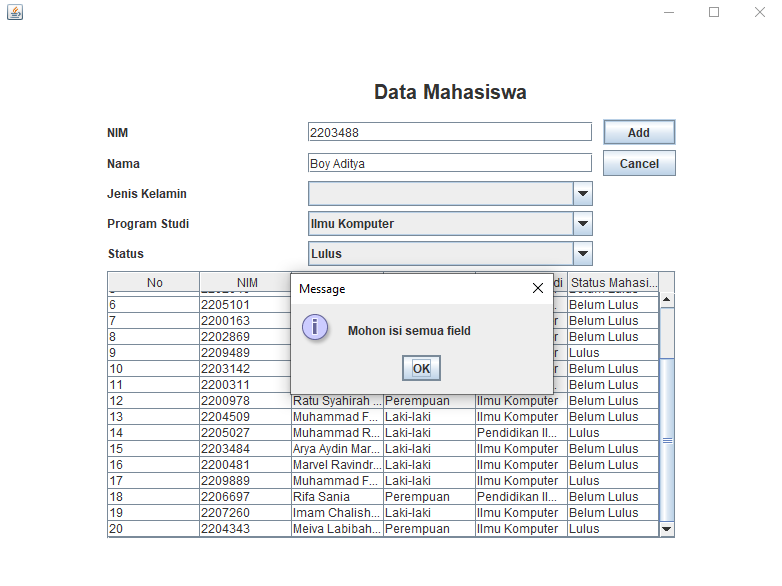 Data Mahasiswa
NIM 2203488 Add
Nama Boy Aditya Cancel
Jenis Kelamin
Program Studi Ilmu Komputer
Status Lulus
No NIM di Status Mahasi...
Message
Mohon isi semua field
OK
6 2205101 Belum Lulus
7 2200163 r Belum Lulus
8 2202869 r Belum Lulus
9 2209489 r Lulus
10 2203142 r Belum Lulus
11 2200311 Belum Lulus
12 2200978 Ratu Syahirah ... Perempuan Ilmu Komputer Belum Lulus
13 2204509 Muhammad F... Laki-laki Ilmu Komputer Belum Lulus
14 2205027 Muhammad R... Laki-laki Pendidikan Il... Lulus
15 2203484 Arya Aydin Mar... Laki-laki Ilmu Komputer Belum Lulus
16 2200481 Marvel Ravindr... Laki-laki Ilmu Komputer Belum Lulus
17 2209889 Muhammad F... Laki-laki Ilmu Komputer Lulus
18 2206697 Rifa Sania Perempuan Pendidikan Il... Belum Lulus
19 2207260 Imam Chalish... Laki-laki Ilmu Komputer Belum Lulus
20 2204343 Meiva Labibah... Perempuan Ilmu Komputer Lulus